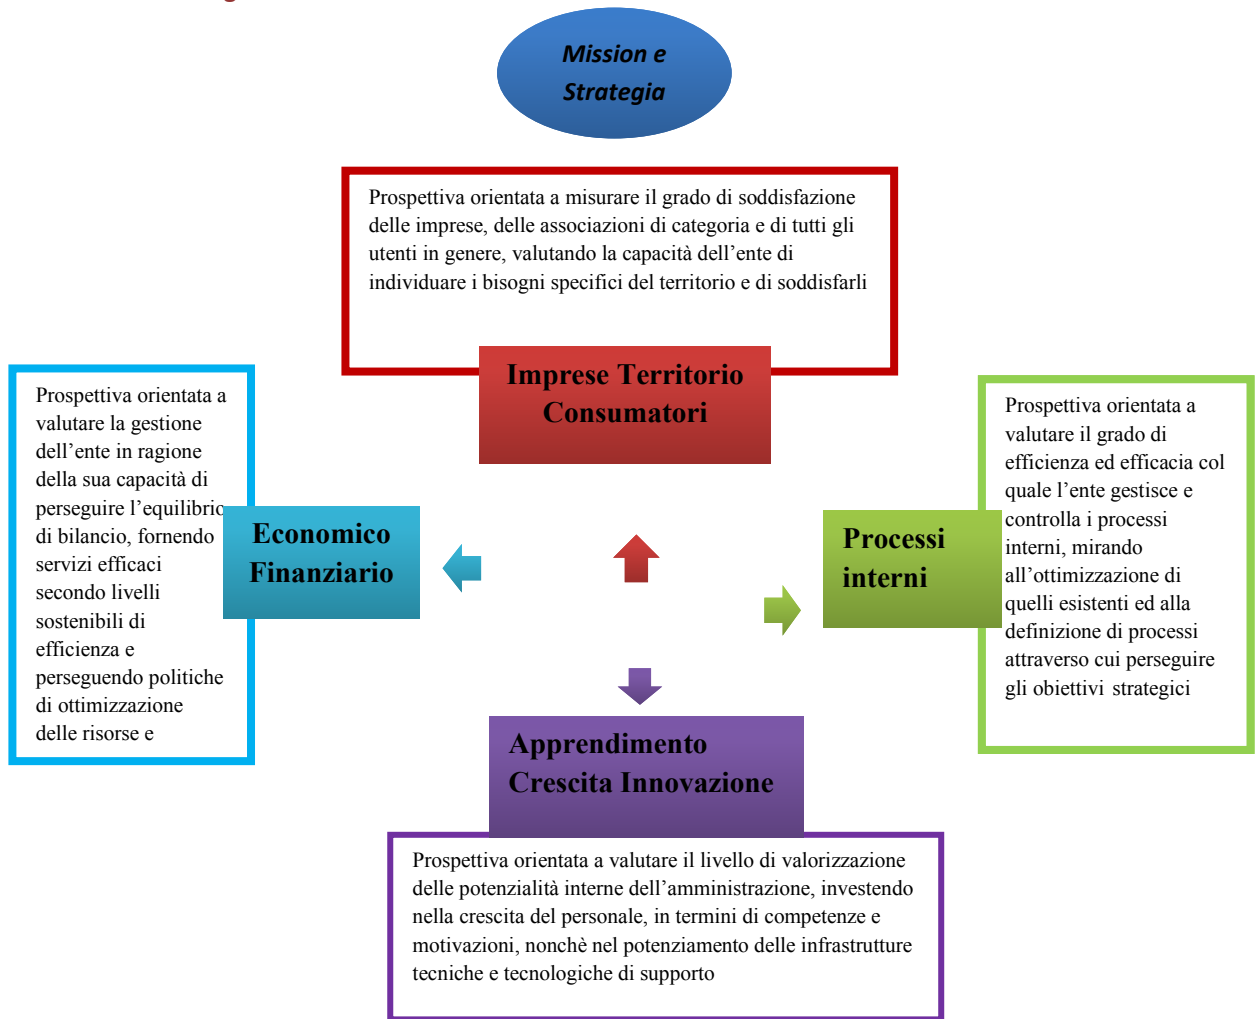 Mission e
Strategia
Prospettiva orientata a misurare il grado di soddisfazione
delle imprese, delle associazioni di categoria e di tutti gli
utenti in genere, valutando la capacità dell’ente di
individuare i bisogni specifici del territorio e di soddisfarli
Imprese Territorio
Consumatori
Prospettiva orientata a
valutare la gestione
dell’ente in ragione
della sua capacità di
perseguire l’equilibrio
di bilancio, fornendo
servizi efficaci
secondo livelli
sostenibili di
efficienza e
perseguendo politiche
di ottimizzazione
delle risorse e
Economico
Finanziario
Processi
interni
Prospettiva orientata a
valutare il grado di
efficienza ed efficacia col
quale l’ente gestisce e
controlla i processi
interni, mirando
all’ottimizzazione di
quelli esistenti ed alla
definizione di processi
attraverso cui perseguire
gli obiettivi strategici
Apprendimento
Crescita Innovazione
Prospettiva orientata a valutare il livello di valorizzazione
delle potenzialità interne dell’amministrazione, investendo
nella crescita del personale, in termini di competenze e
motivazioni, nonchè nel potenziamento delle infrastrutture
tecniche e tecnologiche di supporto